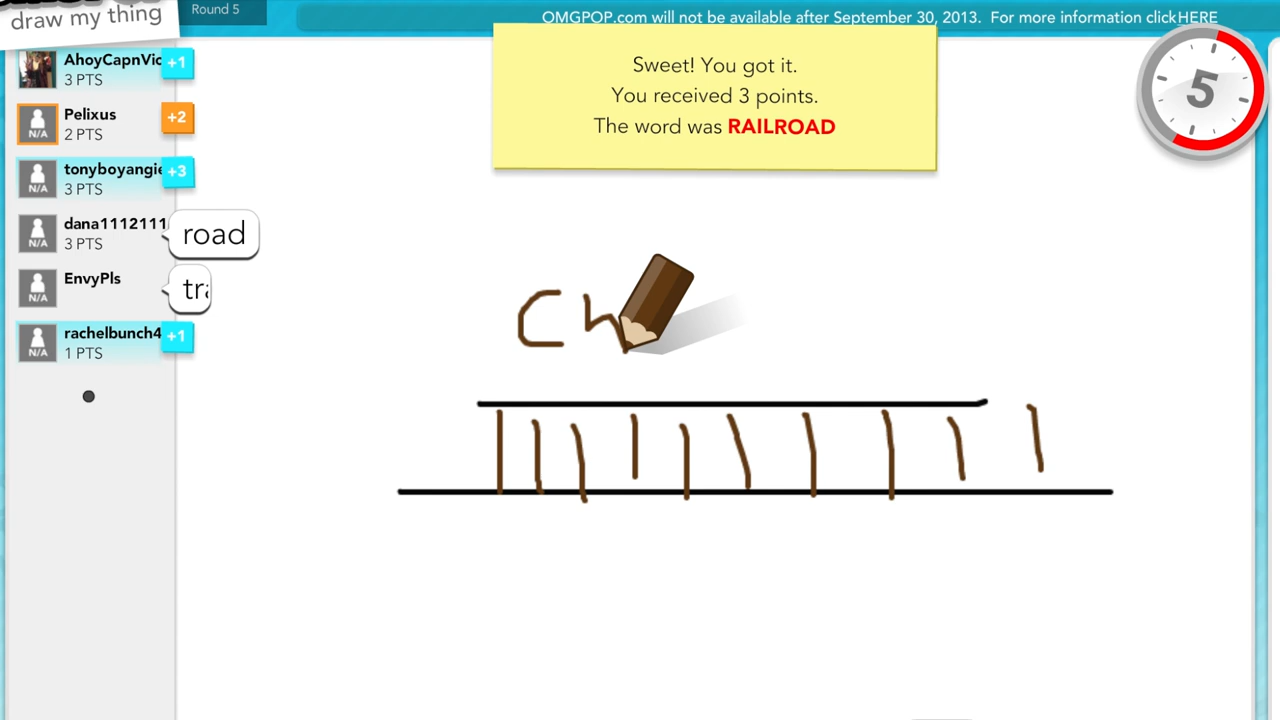 draw my thing
Round 5
OMGPOP.com will not be available after September 30, 2013. For more information clickHERE
Sweet! You got it.
You received 3 points.
The word was RAILROAD
5
AhoyCapnVic +1
3 PTS
N/A
Pelixus +2
2 PTS
N/A
tonyboyangie +3
3 PTS
N/A
dana1112111
3 PTS
N/A
road
EnvyPls
N/A
tra
rachelbunch4 +1
1 PTS
N/A
Ch